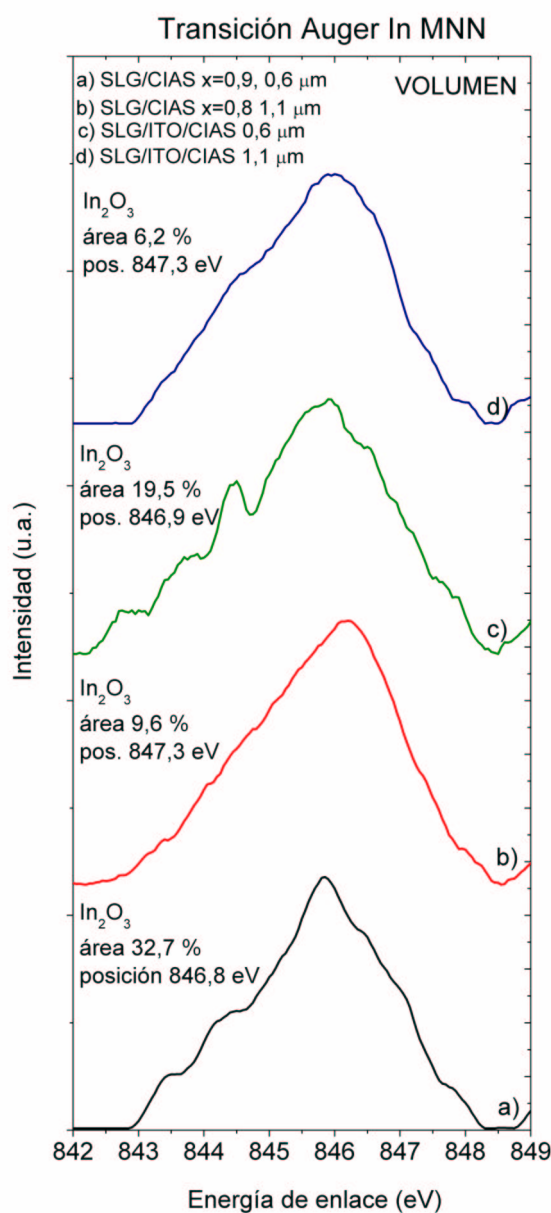 Transición Auger In MNN
a) SLG/CIAS x=0,9, 0,6 μm
b) SLG/CIAS x=0,8 1,1 μm
c) SLG/ITO/CIAS 0,6 μm
d) SLG/ITO/CIAS 1,1 μm
VOLUMEN
In₂O₃
área 6,2 %
pos. 847,3 eV
d)
In₂O₃
área 19,5 %
pos. 846,9 eV
c)
In₂O₃
área 9,6 %
pos. 847,3 eV
b)
In₂O₃
área 32,7 %
posición 846,8 eV
a)
Intensidad (u.a.)
842 843 844 845 846 847 848 849
Energía de enlace (eV)